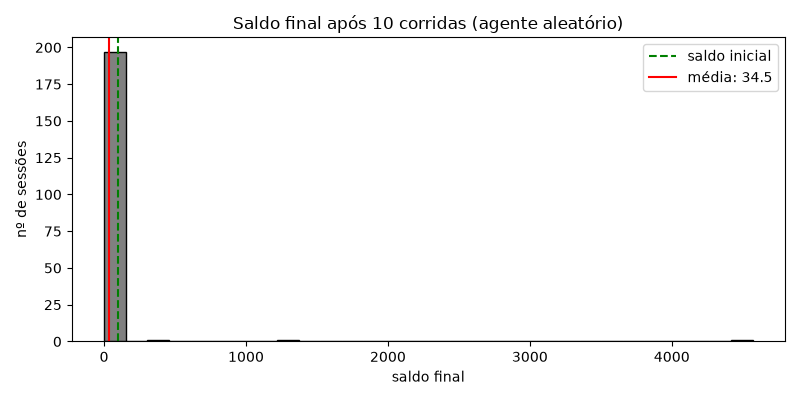 Saldo final após 10 corridas (agente aleatório)
saldo inicial
média: 34.5
nº de sessões
200
175
150
125
100
75
50
25
0
0 1000 2000 3000 4000
saldo final